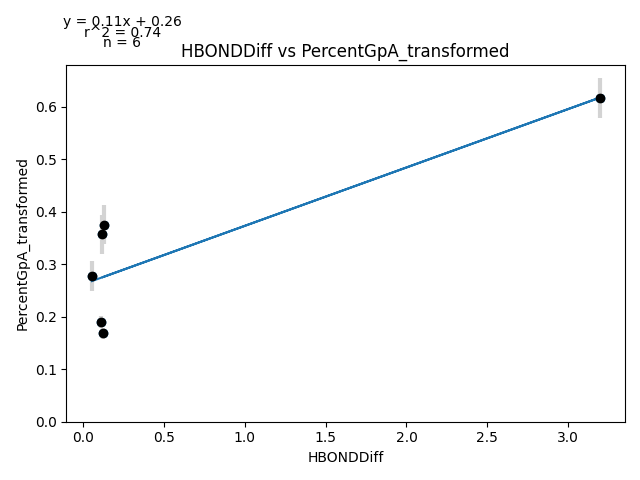 y = 0.11x + 0.26
r^2 = 0.74
n = 6
HBONDDiff vs PercentGpA_transformed
PercentGpA_transformed
0.6
0.5
0.4
0.3
0.2
0.1
0.0
0.0 0.5 1.0 1.5 2.0 2.5 3.0
HBONDDiff